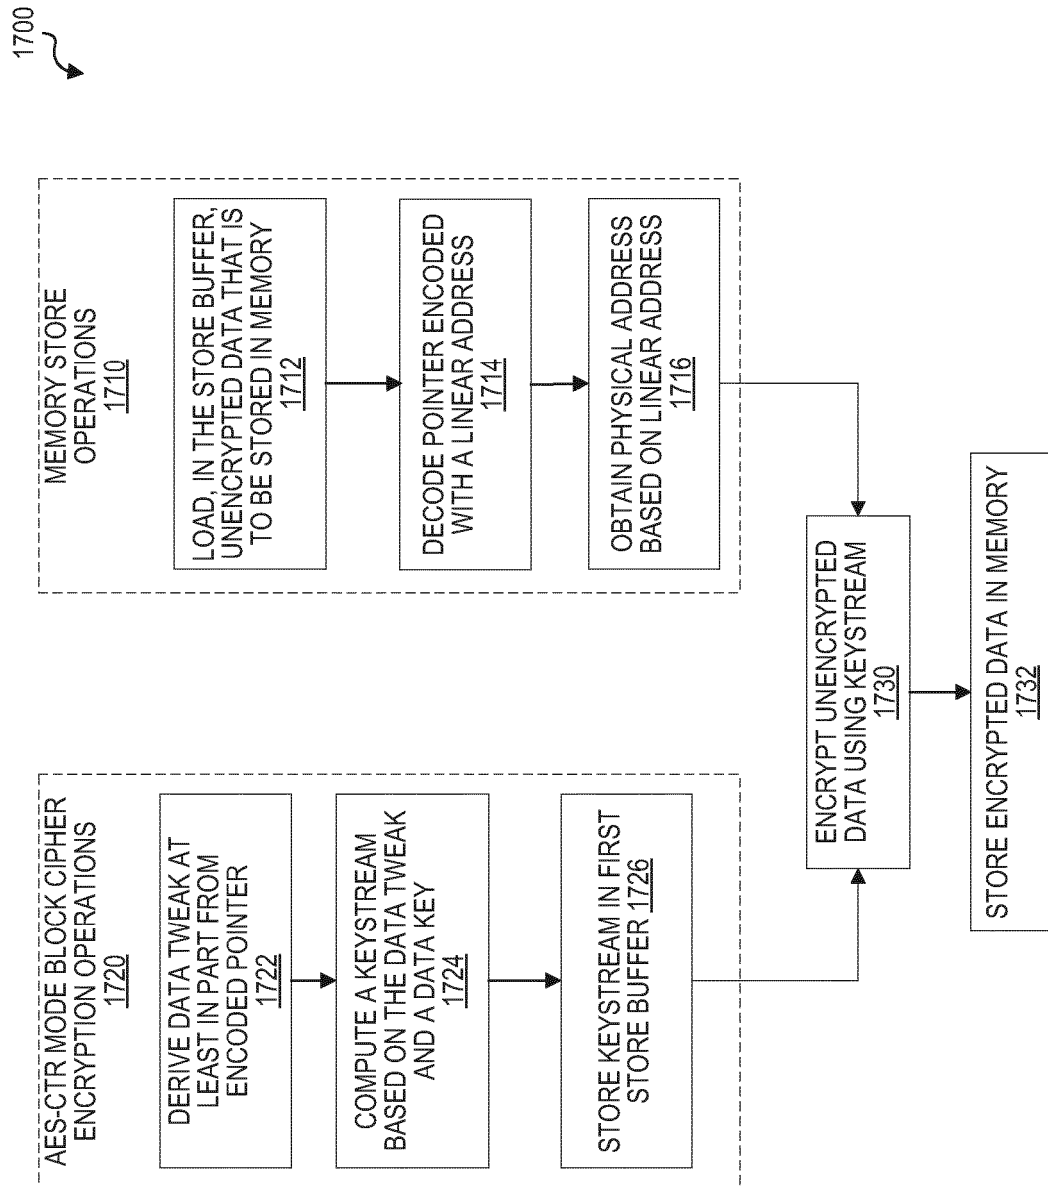 1700
AES-CTR MODE BLOCK CIPHER
ENCRYPTION OPERATIONS
1720
DERIVE DATA TWEAK AT
LEAST IN PART FROM
ENCODED POINTER
1722
COMPUTE A KEYSTREAM
BASED ON THE DATA TWEAK
AND A DATA KEY
1724
STORE KEYSTREAM IN FIRST
STORE BUFFER 1726
MEMORY STORE
OPERATIONS
1710
LOAD, IN THE STORE BUFFER,
UNENCRYPTED DATA THAT IS
TO BE STORED IN MEMORY
1712
DECODE POINTER ENCODED
WITH A LINEAR ADDRESS
1714
OBTAIN PHYSICAL ADDRESS
BASED ON LINEAR ADDRESS
1716
ENCRYPT UNENCRYPTED
DATA USING KEYSTREAM
1730
STORE ENCRYPTED DATA IN MEMORY
1732